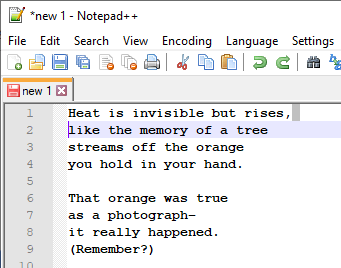 *new 1 - Notepad++
File Edit Search View Encoding Language Settings
new 1
1 Heat is invisible but rises,
2 like the memory of a tree
3 streams off the orange
4 you hold in your hand.
5
6 That orange was true
7 as a photograph–
8 it really happened.
9 (Remember?)
10